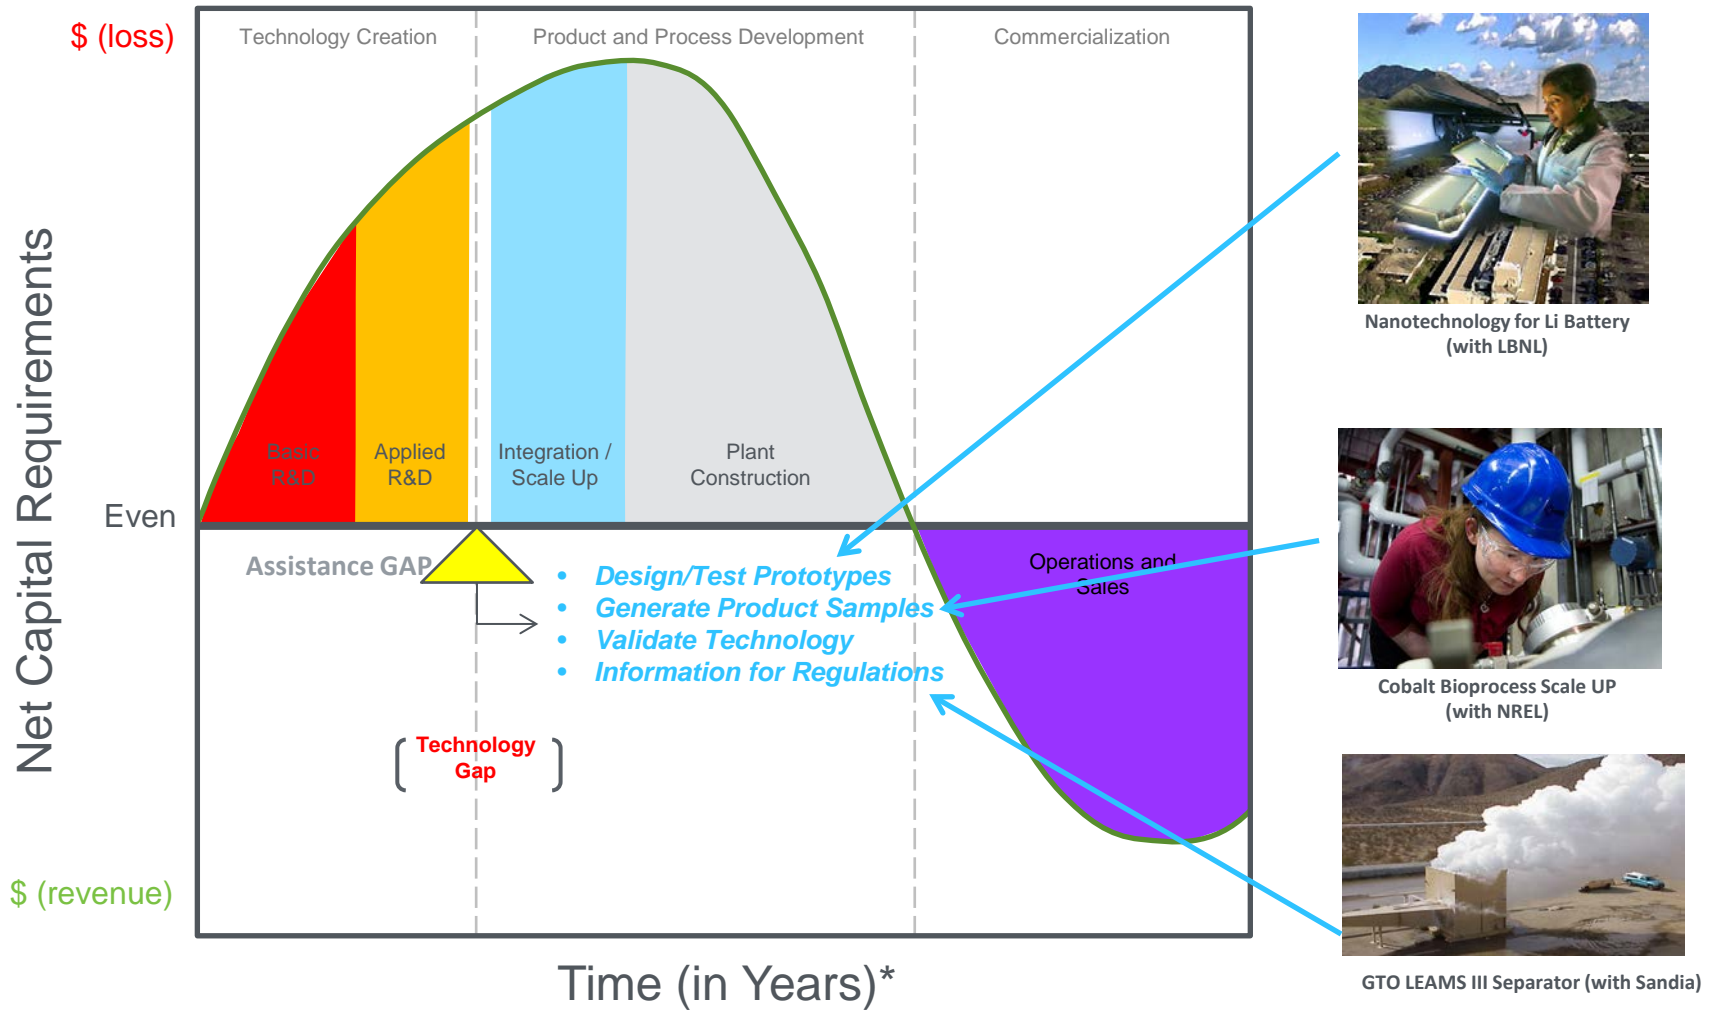 $ (loss)
Technology Creation
Product and Process Development
Commercialization
Net Capital Requirements
Basic
R&D
Applied
R&D
Integration /
Scale Up
Plant
Construction
Even
Assistance GAP
• Design/Test Prototypes
• Generate Product Samples
• Validate Technology
• Information for Regulations
Operations and
Sales
Technology
Gap
$ (revenue)
Time (in Years)*
Nanotechnology for Li Battery
(with LBNL)
Cobalt Bioprocess Scale UP
(with NREL)
GTO LEAMS III Separator (with Sandia)